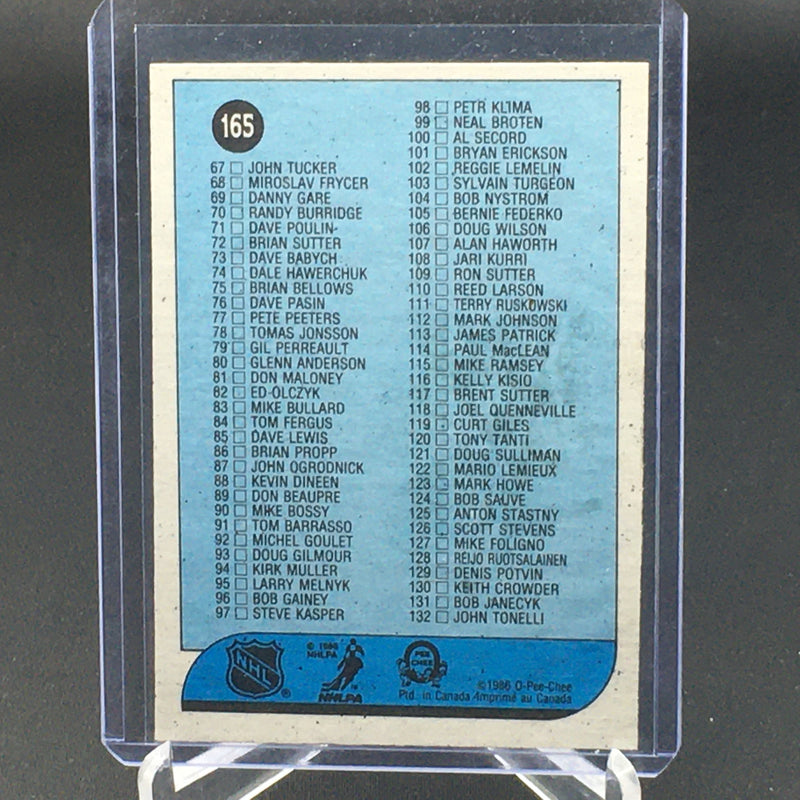 165
67 JOHN TUCKER
68 MIROSLAV FRYCER
69 DANNY GARE
70 RANDY BURRIDGE
71 DAVE POULIN
72 BRIAN SUTTER
73 DAVE BABYCH
74 DALE HAWERCHUK
75 BRIAN BELLOWS
76 DAVE PASIN
77 PETE PEETERS
78 TOMAS JONSSON
79 GIL PERREAULT
80 GLENN ANDERSON
81 DON MALONEY
82 ED OLCZYK
83 MIKE BULLARD
84 TOM FERGUS
85 DAVE LEWIS
86 BRIAN PROPP
87 JOHN OGRODNICK
88 KEVIN DINEEN
89 DON BEAUPRE
90 MIKE BOSSY
91 TOM BARRASSO
92 MICHEL GOULET
93 DOUG GILMOUR
94 KIRK MULLER
95 LARRY MELNYK
96 BOB GAINEY
97 STEVE KASPER
98 PETR KLIMA
99 NEAL BROTEN
100 AL SECORD
101 BRYAN ERICKSON
102 REGGIE LEMELIN
103 SYLVAIN TURGEON
104 BOB NYSTROM
105 BERNIE FEDERKO
106 DOUG WILSON
107 ALAN HAWORTH
108 JARI KURRI
109 RON SUTTER
110 REED LARSON
111 TERRY RUSKOWSKI
112 MARK JOHNSON
113 JAMES PATRICK
114 PAUL MacLEAN
115 MIKE RAMSEY
116 KELLY KISIO
117 BRENT SUTTER
118 JOEL QUENNEVILLE
119 CURT GILES
120 TONY TANTI
121 DOUG SULLIMAN
122 MARIO LEMIEUX
123 MARK HOWE
124 BOB SAUVE
125 ANTON STASTNY
126 SCOTT STEVENS
127 MIKE FOLIGNO
128 REIJO RUOTSALAINEN
129 DENIS POTVIN
130 KEITH CROWDER
131 BOB JANECYK
132 JOHN TONELLI
NHL ®
© 1986
NHLPA
NHLPA
O
PEE
CHEE
©1986 O-Pee-Chee
Ptd. in Canada Imprimé au Canada